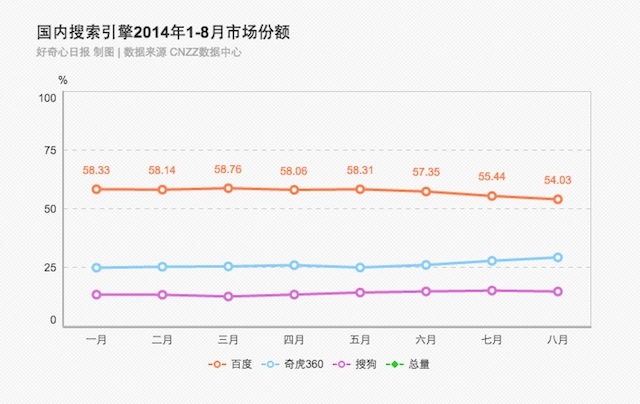 国内搜索引擎2014年1-8月市场份额
好奇心日报 制图 | 数据来源 CNZZ数据中心
%
100
75
50
25
0
58.33 58.14 58.76 58.06 58.31 57.35 55.44 54.03
一月 二月 三月 四月 五月 六月 七月 八月
百度 奇虎360 搜狗 总量